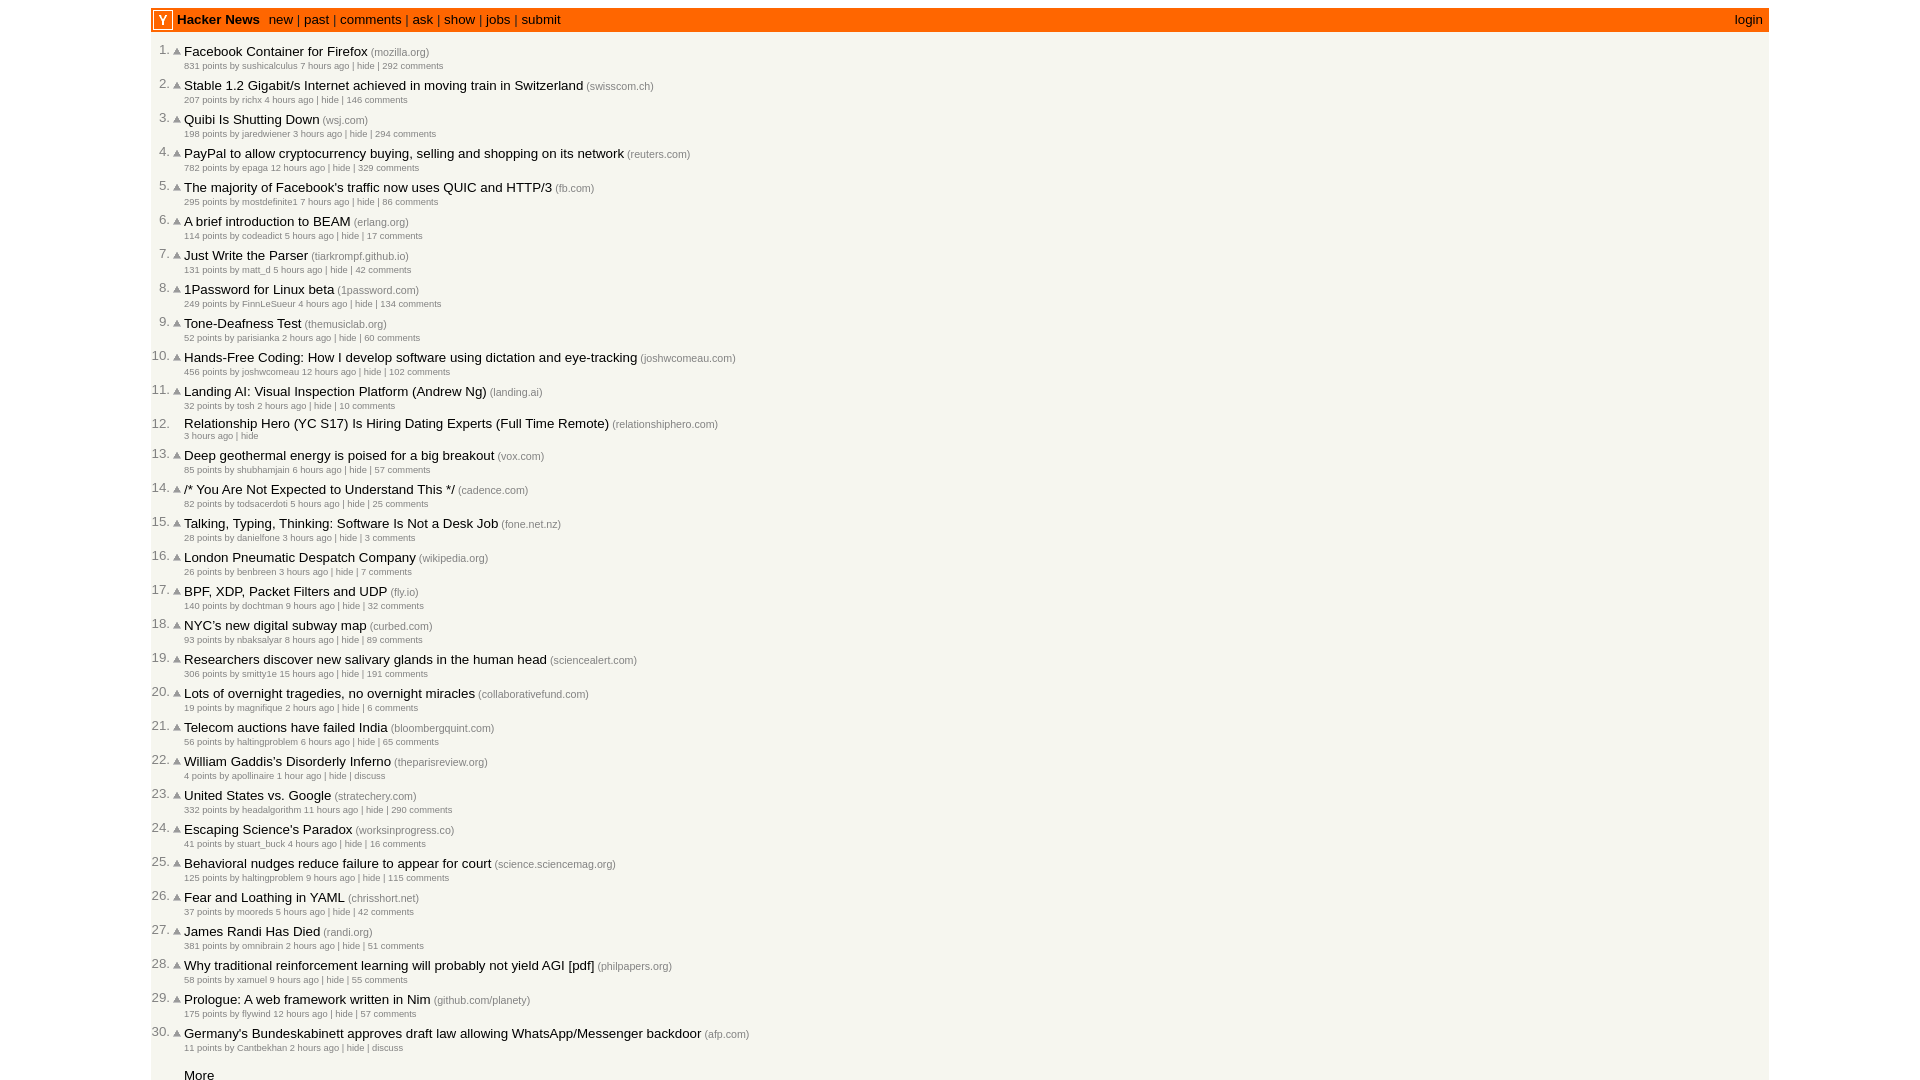 Y Hacker News new | past | comments | ask | show | jobs | submit login
1. Facebook Container for Firefox (mozilla.org)
831 points by sushicalculus 7 hours ago | hide | 292 comments
2. Stable 1.2 Gigabit/s Internet achieved in moving train in Switzerland (swisscom.ch)
207 points by richx 4 hours ago | hide | 146 comments
3. Quibi Is Shutting Down (wsj.com)
198 points by jaredwiener 3 hours ago | hide | 294 comments
4. PayPal to allow cryptocurrency buying, selling and shopping on its network (reuters.com)
782 points by epaga 12 hours ago | hide | 329 comments
5. The majority of Facebook's traffic now uses QUIC and HTTP/3 (fb.com)
295 points by mostdefinite1 7 hours ago | hide | 86 comments
6. A brief introduction to BEAM (erlang.org)
114 points by codeadict 5 hours ago | hide | 17 comments
7. Just Write the Parser (tiarkrompf.github.io)
131 points by matt_d 5 hours ago | hide | 42 comments
8. 1Password for Linux beta (1password.com)
249 points by FinnLeSueur 4 hours ago | hide | 134 comments
9. Tone-Deafness Test (themusiclab.org)
52 points by parisianka 2 hours ago | hide | 60 comments
10. Hands-Free Coding: How I develop software using dictation and eye-tracking (joshwcomeau.com)
456 points by joshwcomeau 12 hours ago | hide | 102 comments
11. Landing AI: Visual Inspection Platform (Andrew Ng) (landing.ai)
32 points by tosh 2 hours ago | hide | 10 comments
12. Relationship Hero (YC S17) Is Hiring Dating Experts (Full Time Remote) (relationshiphero.com)
3 hours ago | hide
13. Deep geothermal energy is poised for a big breakout (vox.com)
85 points by shubhamjain 6 hours ago | hide | 57 comments
14. /* You Are Not Expected to Understand This */ (cadence.com)
82 points by todsacerdoti 5 hours ago | hide | 25 comments
15. Talking, Typing, Thinking: Software Is Not a Desk Job (fone.net.nz)
28 points by danielfone 3 hours ago | hide | 3 comments
16. London Pneumatic Despatch Company (wikipedia.org)
26 points by benbreen 3 hours ago | hide | 7 comments
17. BPF, XDP, Packet Filters and UDP (fly.io)
140 points by dochtman 9 hours ago | hide | 32 comments
18. NYC’s new digital subway map (curbed.com)
93 points by nbaksalyar 8 hours ago | hide | 89 comments
19. Researchers discover new salivary glands in the human head (sciencealert.com)
306 points by smitty1e 15 hours ago | hide | 191 comments
20. Lots of overnight tragedies, no overnight miracles (collaborativefund.com)
19 points by magnifique 2 hours ago | hide | 6 comments
21. Telecom auctions have failed India (bloombergquint.com)
56 points by haltingproblem 6 hours ago | hide | 65 comments
22. William Gaddis’s Disorderly Inferno (theparisreview.org)
4 points by apollinaire 1 hour ago | hide | discuss
23. United States vs. Google (stratechery.com)
332 points by headalgorithm 11 hours ago | hide | 290 comments
24. Escaping Science's Paradox (worksinprogress.co)
41 points by stuart_buck 4 hours ago | hide | 16 comments
25. Behavioral nudges reduce failure to appear for court (science.sciencemag.org)
125 points by haltingproblem 9 hours ago | hide | 115 comments
26. Fear and Loathing in YAML (chrisshort.net)
37 points by mooreds 5 hours ago | hide | 42 comments
27. James Randi Has Died (randi.org)
381 points by omnibrain 2 hours ago | hide | 51 comments
28. Why traditional reinforcement learning will probably not yield AGI [pdf] (philpapers.org)
58 points by xamuel 9 hours ago | hide | 55 comments
29. Prologue: A web framework written in Nim (github.com/planety)
175 points by flywind 12 hours ago | hide | 57 comments
30. Germany's Bundeskabinett approves draft law allowing WhatsApp/Messenger backdoor (afp.com)
11 points by Cantbekhan 2 hours ago | hide | discuss
More